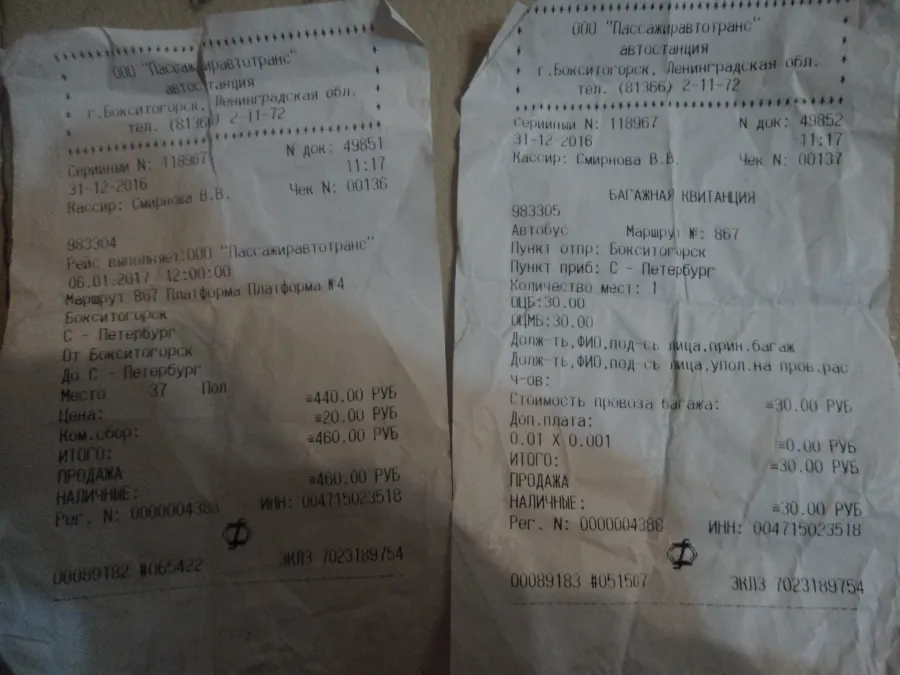 ООО "Пассажиравтотранс"
автостанция
г.Бокситогорск, Ленинградская обл.
тел. (81366) 2-11-72
Серийный N: 118967
N док: 49851
31-12-2016
11:17
Кассир: Смирнова В.В.
Чек N: 00136
983304
Рейс выполняет:ООО "Пассажиравтотранс"
06.01.2017 12:00:00
Маршрут 867 Платформа Платформа №4
Бокситогорск
С - Петербург
От Бокситогорск
До С - Петербург
Место 37 Пол
Цена: ≡440.00 РУБ
Ком.сбор: ≡20.00 РУБ
ИТОГО: ≡460.00 РУБ
ПРОДАЖА
НАЛИЧНЫЕ: ≡460.00 РУБ
Рег. N: 0000004388 ИНН: 004715023518
00089182 #065422 ЭКЛЗ 7023189754
ООО "Пассажиравтотранс"
автостанция
г.Бокситогорск, Ленинградская обл.
тел. (81366) 2-11-72
Серийный N: 118967 N док: 49852
31-12-2016 11:17
Кассир: Смирнова В.В. Чек N: 00137
БАГАЖНАЯ КВИТАНЦИЯ
983305
Автобус Маршрут №: 867
Пункт отпр: Бокситогорск
Пункт приб: С - Петербург
Количество мест: 1
ОЦБ:30.00
ОЦМБ:30.00
Долж-ть,ФИО,под-сь лица,прин.багаж
Долж-ть,ФИО,под-сь лица,упол.на пров.рас
ч-ов:
Стоимость провоза багажа: ≡30.00 РУБ
Доп.плата:
0.01 X 0.001 ≡0.00 РУБ
ИТОГО: ≡30.00 РУБ
ПРОДАЖА
НАЛИЧНЫЕ: ≡30.00 РУБ
Рег. N: 0000004388 ИНН: 004715023518
00089183 #051507 ЭКЛЗ 7023189754